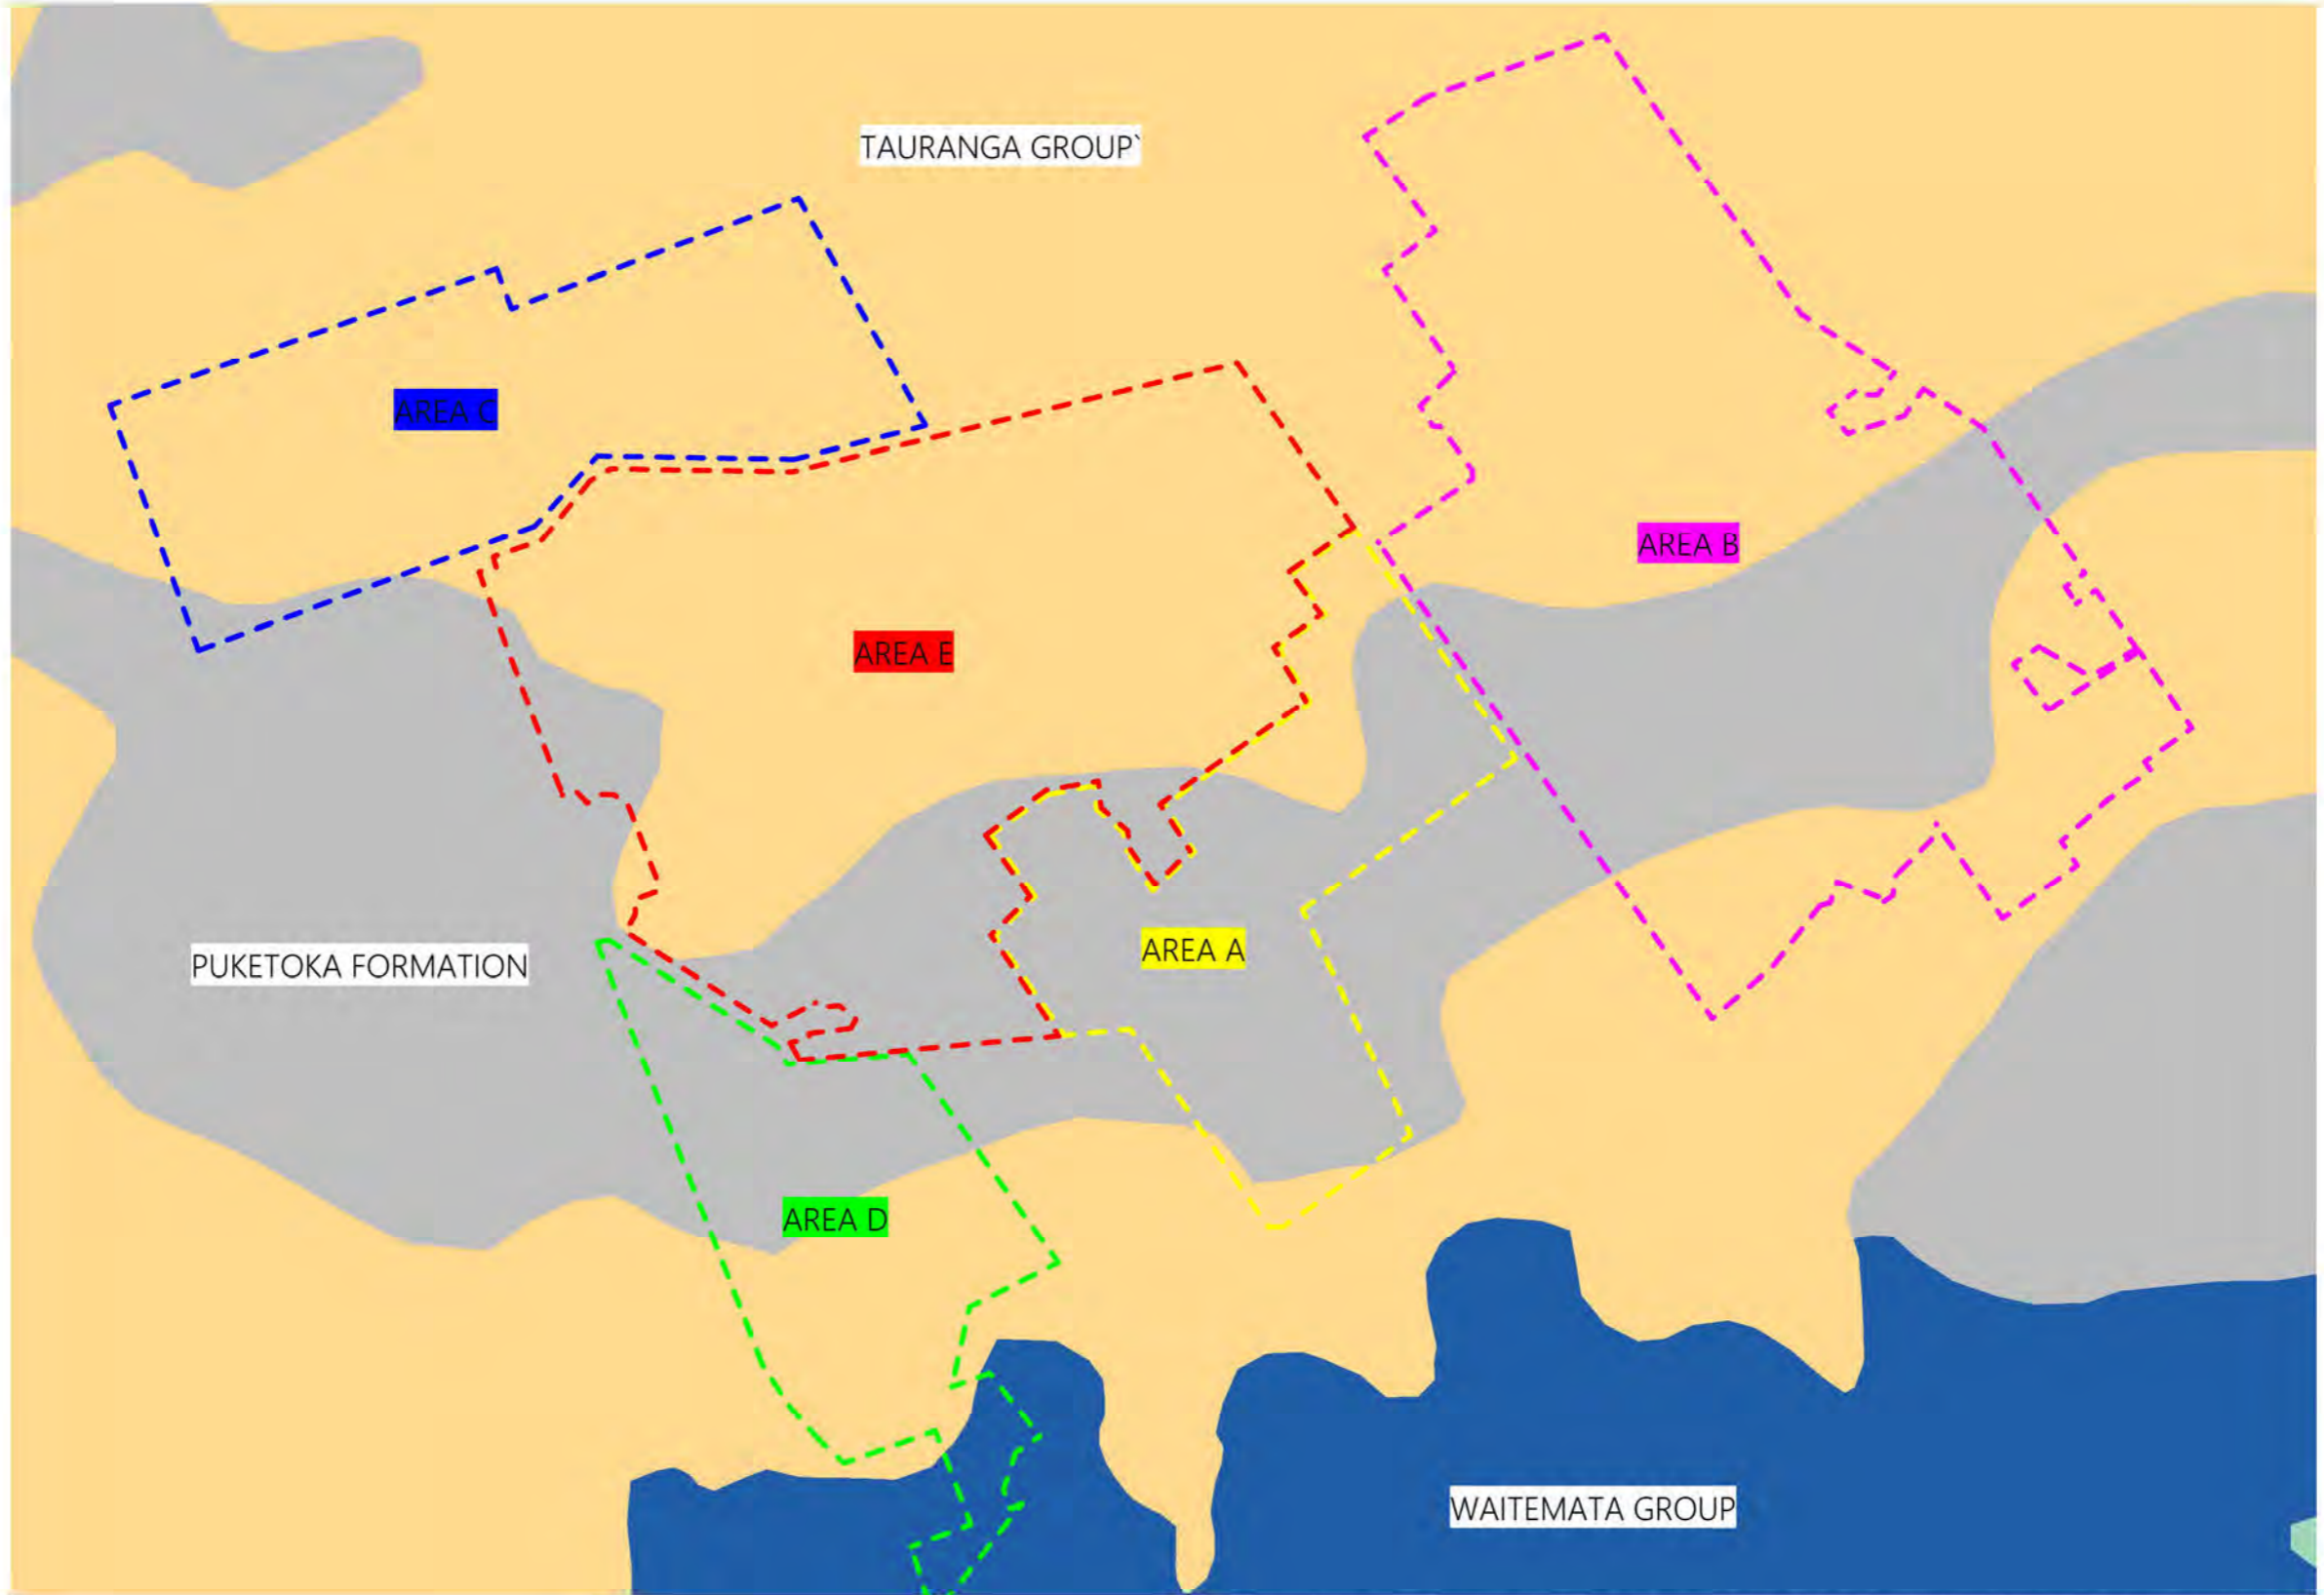 TAURANGA GROUP`
AREA C
AREA B
AREA E
AREA A
PUKETOKA FORMATION
AREA D
WAITEMATA GROUP